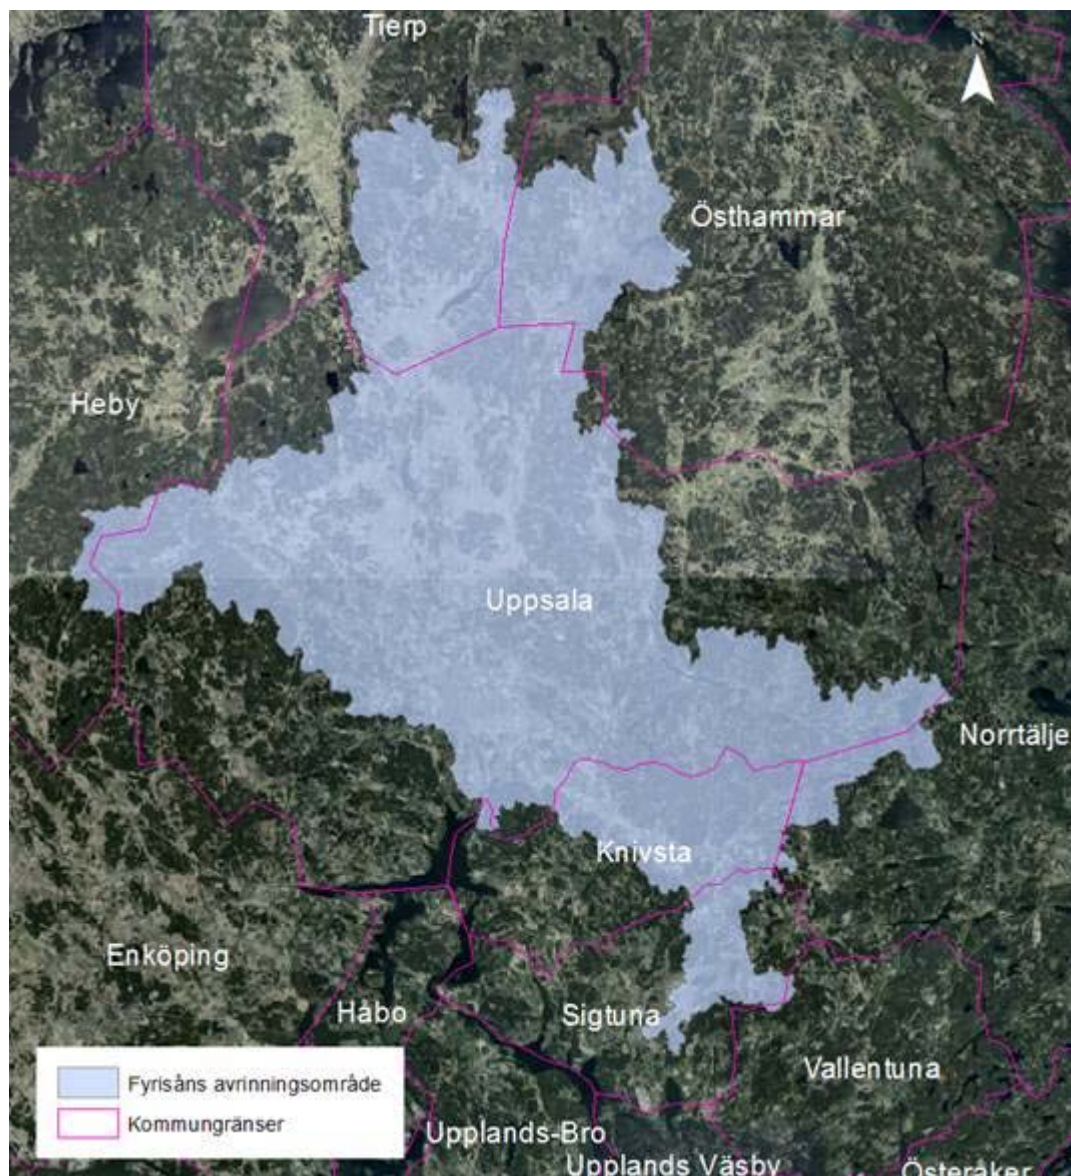 Tierp
N
Östhammar
Heby
Uppsala
Norrtälje
Knivsta
Enköping
Håbo
Sigtuna
Vallentuna
Fyrisåns avrinningsområde
Kommungränser
Upplands-Bro
Upplands Väsby
Österåker